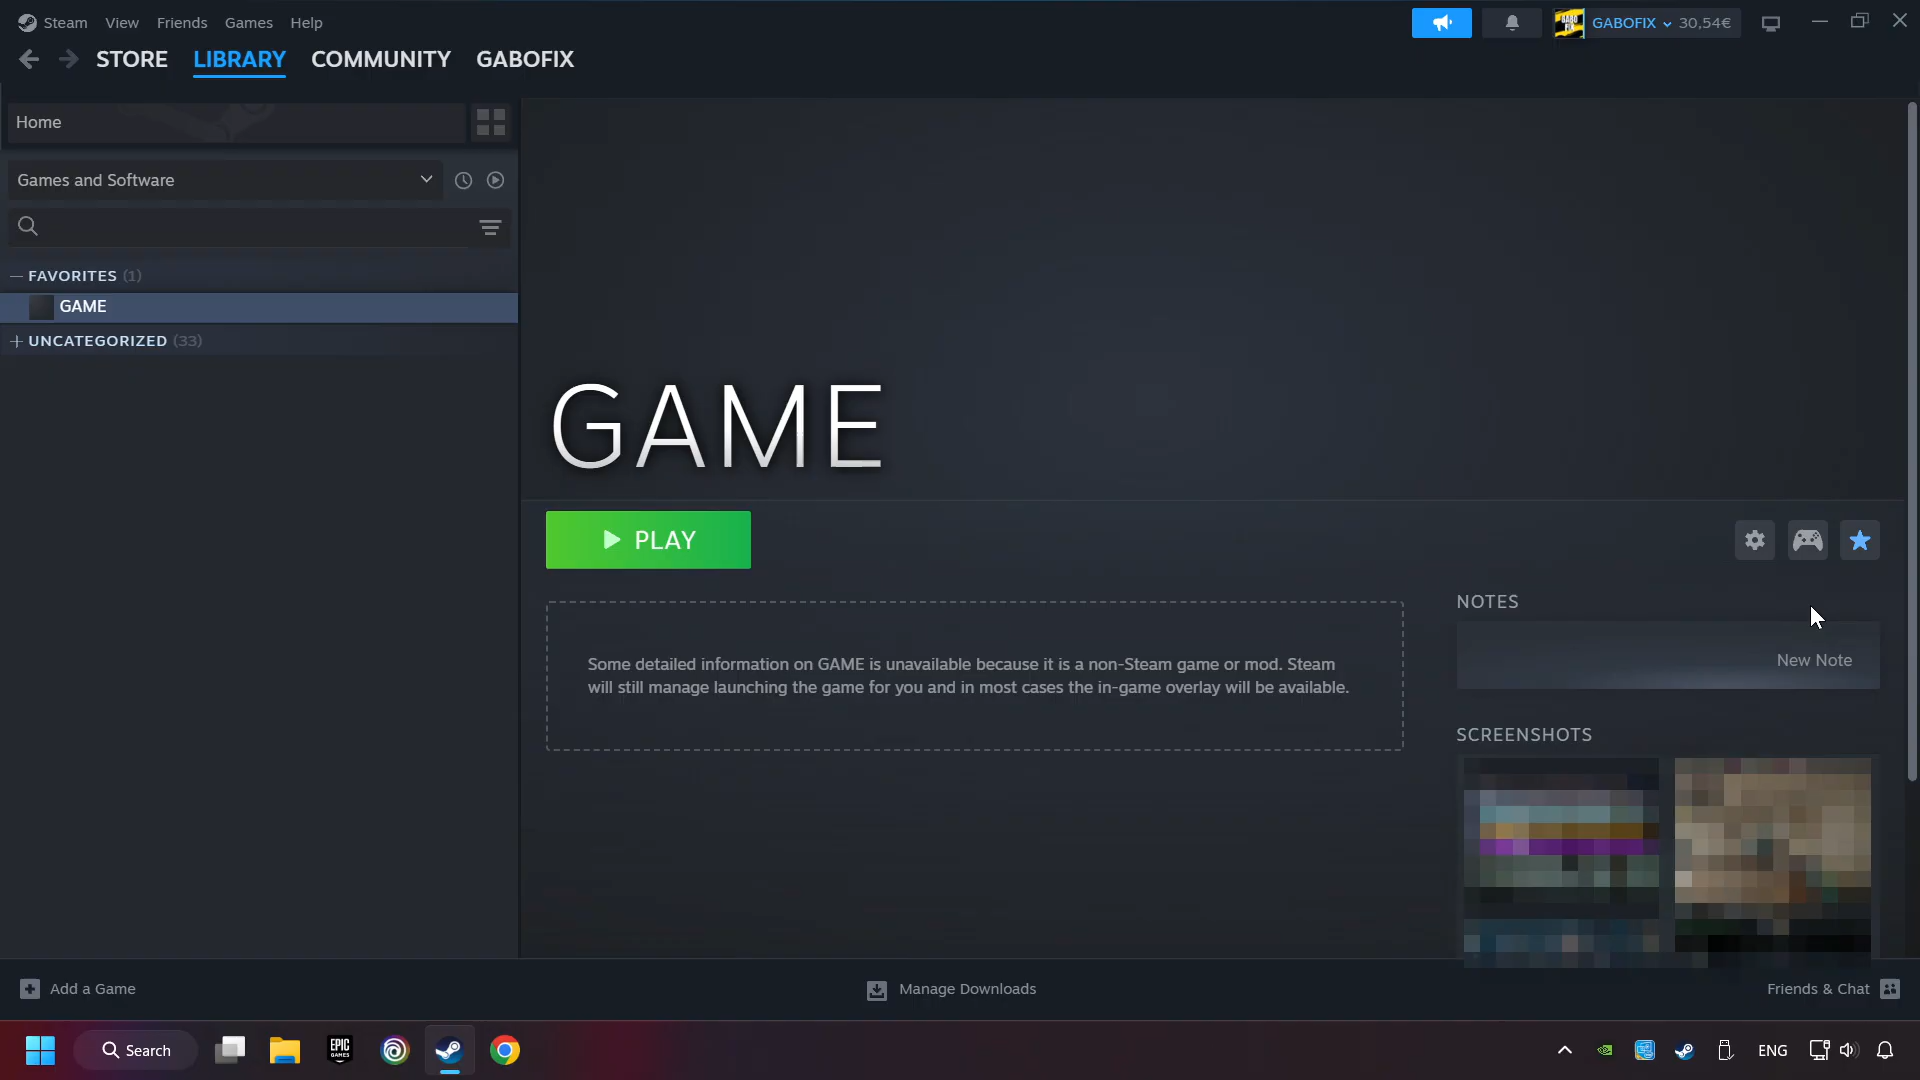 Steam View Friends Games Help
GABOFIX 30,54€
STORE LIBRARY COMMUNITY GABOFIX
Home
Games and Software
FAVORITES (1)
GAME
UNCATEGORIZED (33)
GAME
PLAY
NOTES
New Note
Some detailed information on GAME is unavailable because it is a non-Steam game or mod. Steam
will still manage launching the game for you and in most cases the in-game overlay will be available.
SCREENSHOTS
Add a Game
Manage Downloads
Friends & Chat
Search
EPIC
GAMES
ENG